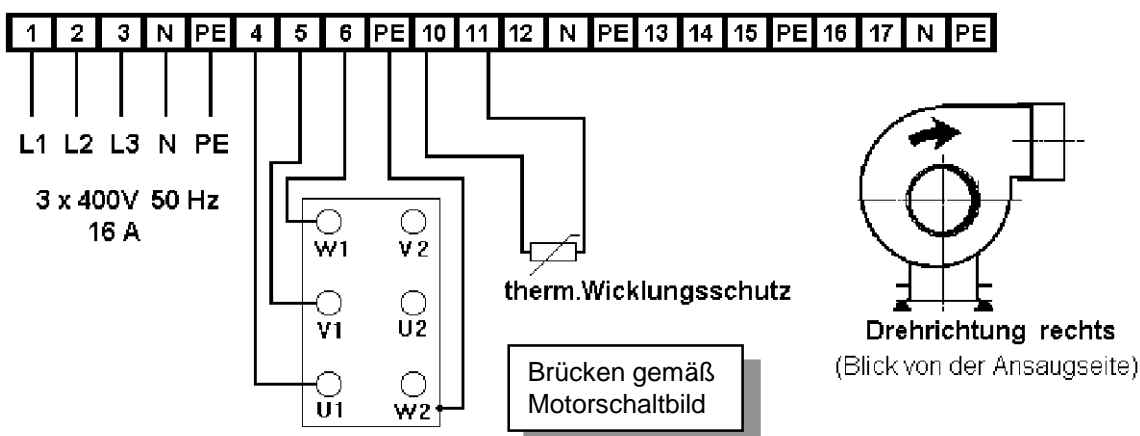 1 2 3 N PE 4 5 6 PE 10 11 12 N PE 13 14 15 PE 16 17 N PE
L1 L2 L3 N PE
3 x 400V 50 Hz
16 A
W1 V2
V1 U2
U1 W2
therm.Wicklungsschutz
Brücken gemäß
Motorschaltbild
Drehrichtung rechts
(Blick von der Ansaugseite)